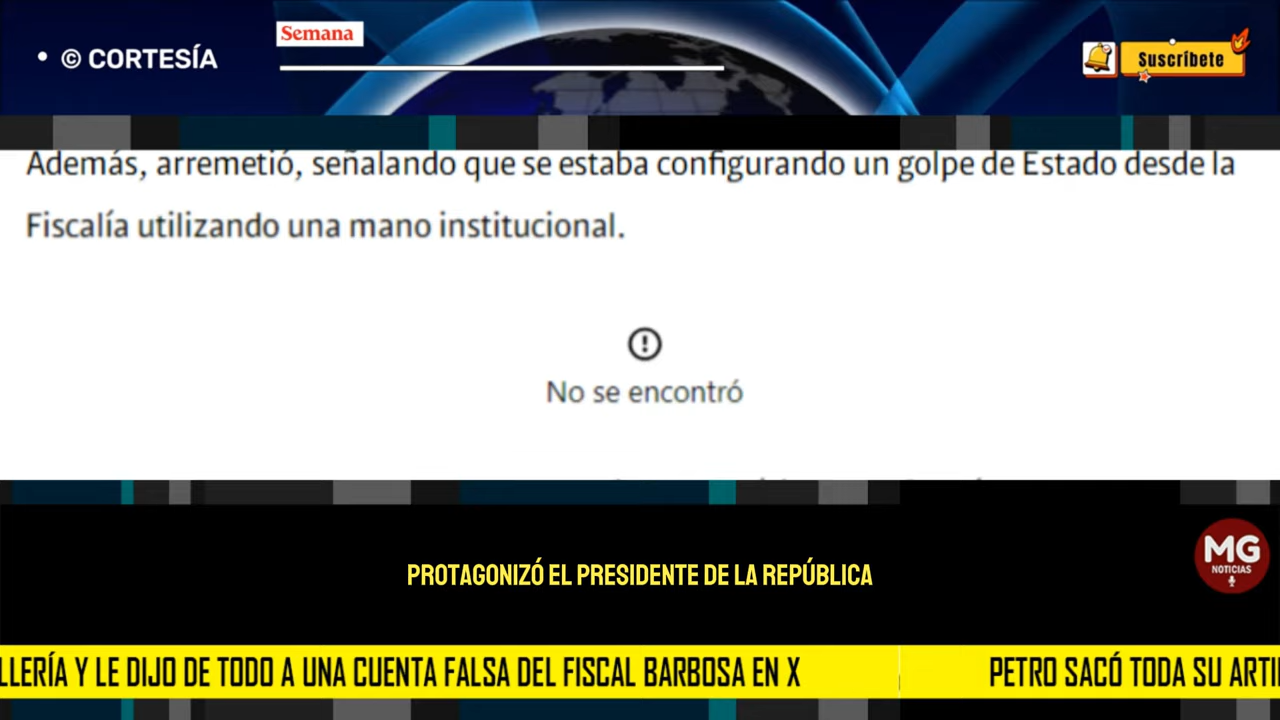 • © CORTESÍA
Semana
Suscríbete
Además, arremetió, señalando que se estaba configurando un golpe de Estado desde la
Fiscalía utilizando una mano institucional.
No se encontró
PROTAGONIZÓ EL PRESIDENTE DE LA REPÚBLICA
MG
NOTICIAS
LLERÍA Y LE DIJO DE TODO A UNA CUENTA FALSA DEL FISCAL BARBOSA EN X
PETRO SACÓ TODA SU ARTI